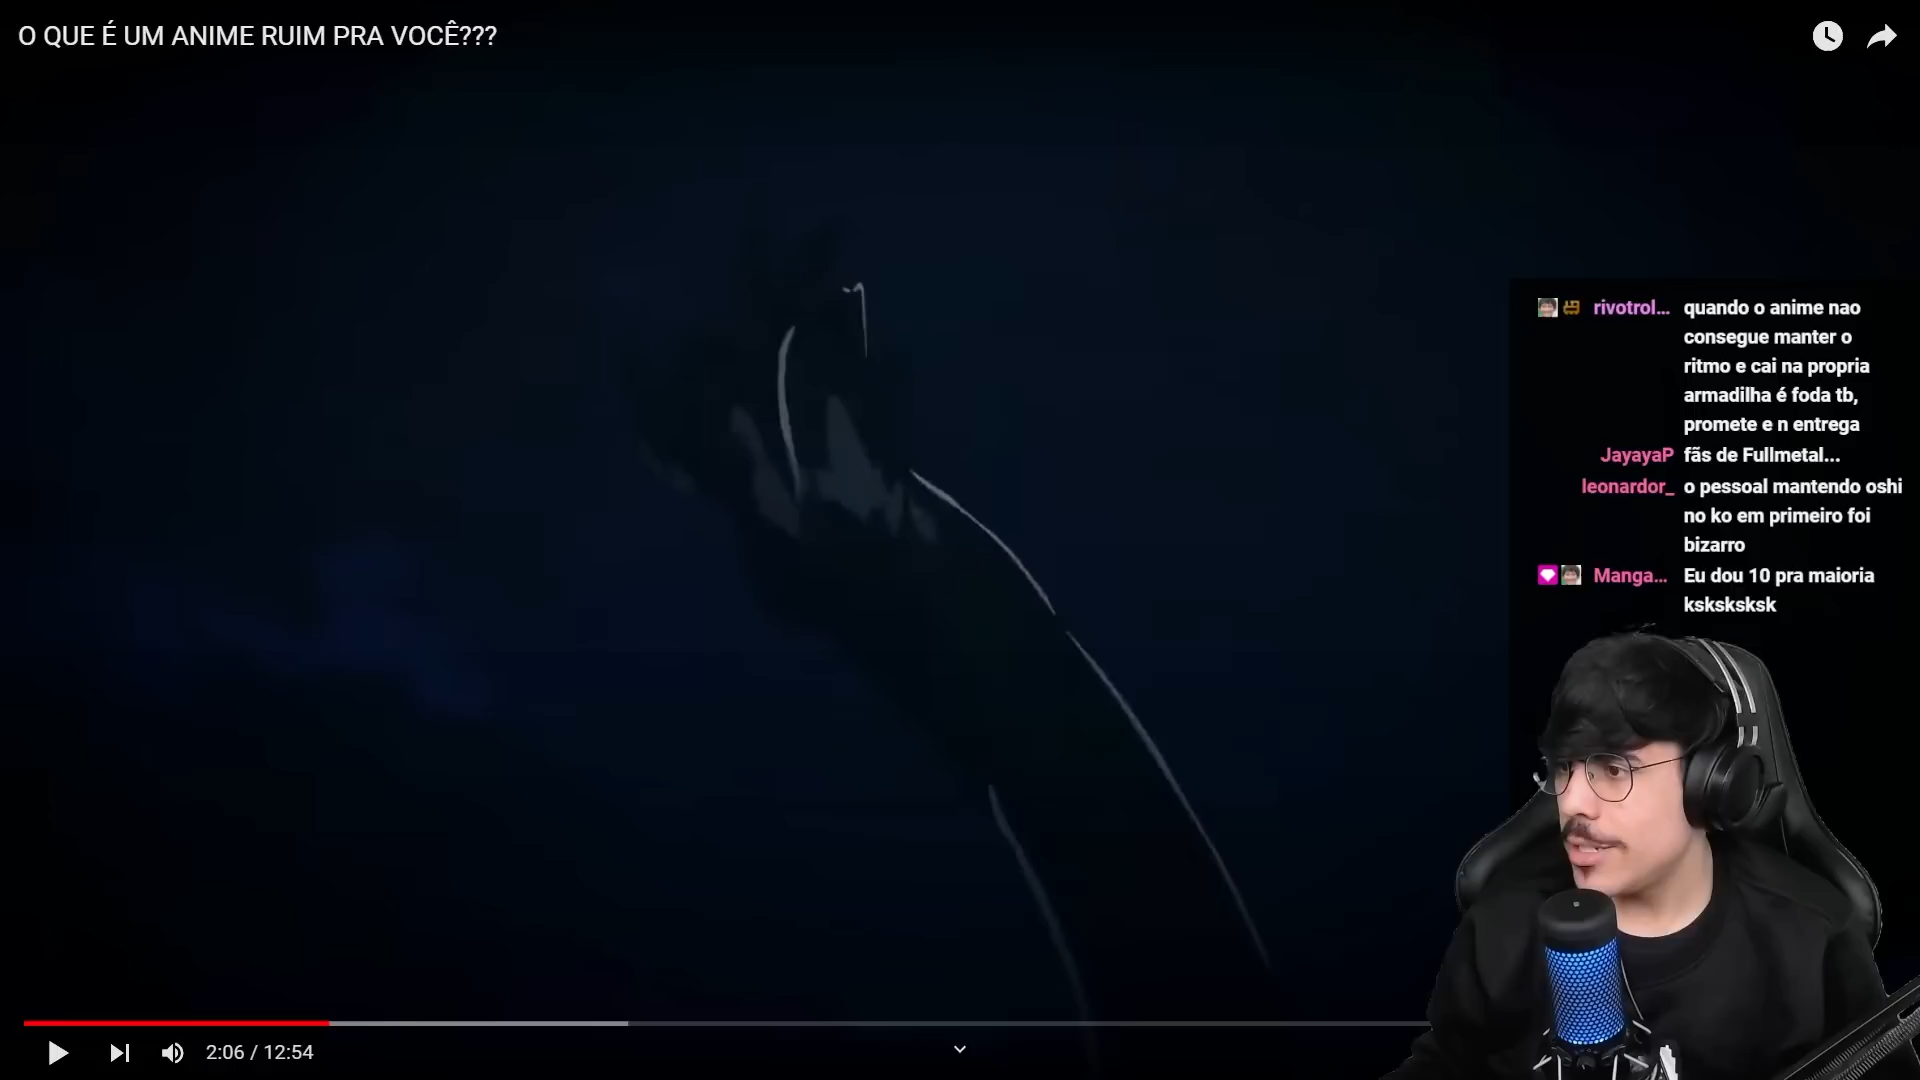 O QUE É UM ANIME RUIM PRA VOCÊ???
rivotrol... quando o anime nao
consegue manter o
ritmo e cai na propria
armadilha é foda tb,
promete e n entrega
JayayaP fãs de Fullmetal...
leonardor_ o pessoal mantendo oshi
no ko em primeiro foi
bizarro
Manga... Eu dou 10 pra maioria
ksksksksk
2:06 / 12:54